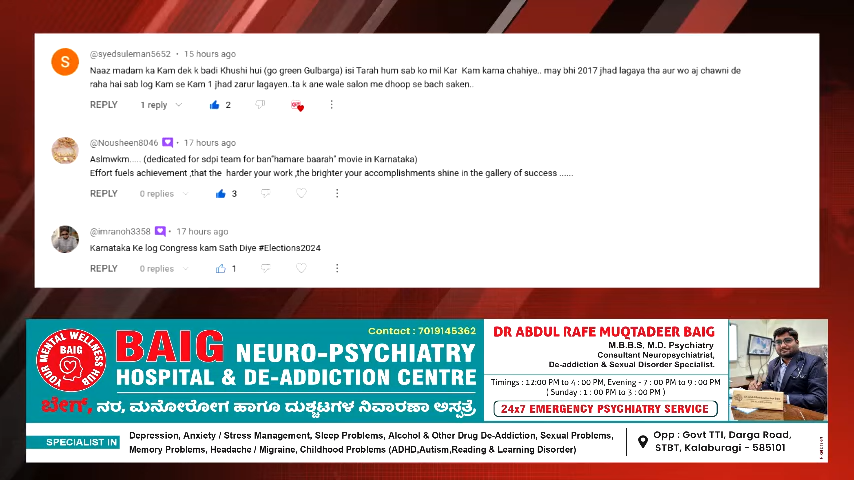 @syedsuleman5652 • 15 hours ago
Naaz madam ka Kam dek k badi Khushi hui (go green Gulbarga) isi Tarah hum sab ko mil Kar Kam karna chahiye.. may bhi 2017 jhad lagaya tha aur wo aj chawni de
raha hai sab log Kam se Kam 1 jhad zarur lagayen..ta k ane wale salon me dhoop se bach saken..
REPLY 1 reply 2
@Nousheen8046 • 17 hours ago
Aslmwkm..... (dedicated for sdpi team for ban"hamare baarah" movie in Karnataka)
Effort fuels achievement ,that the harder your work ,the brighter your accomplishments shine in the gallery of success ......
REPLY 0 replies 3
@imranoh3358 • 17 hours ago
Karnataka Ke log Congress kam Sath Diye #Elections2024
REPLY 0 replies 1
YOUR MENTAL WELLNESS HUB
BAIG
Contact : 7019145362
BAIG NEURO-PSYCHIATRY
HOSPITAL & DE-ADDICTION CENTRE
ಬೇಗ್, ನರ, ಮನೋರೋಗ ಹಾಗೂ ದುಶ್ಚಟಗಳ ನಿವಾರಣಾ ಆಸ್ಪತ್ರೆ
DR ABDUL RAFE MUQTADEER BAIG
M.B.B.S, M.D. Psychiatry
Consultant Neuropsychiatrist,
De-addiction & Sexual Disorder Specialist.
Timings : 12:00 PM to 4 : 00 PM, Evening - 7 : 00 PM to 9 : 00 PM
( Sunday : 1 : 00 PM to 3 : 00 PM )
24x7 EMERGENCY PSYCHIATRY SERVICE
SPECIALIST IN
Depression, Anxiety / Stress Management, Sleep Problems, Alcohol & Other Drug De-Addiction, Sexual Problems,
Memory Problems, Headache / Migraine, Childhood Problems (ADHD,Autism,Reading & Learning Disorder)
Opp : Govt TTI, Darga Road,
STBT, Kalaburagi - 585101